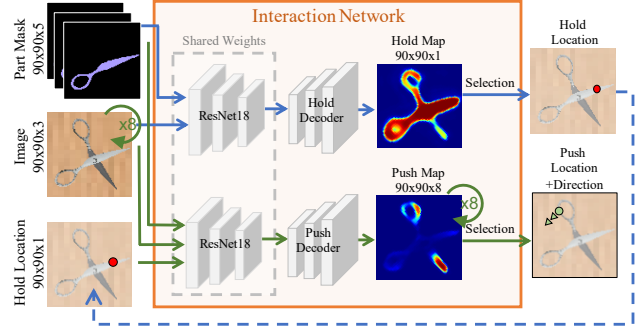 Interaction Network
Part Mask
90x90x5
Shared Weights
ResNet18
Hold
Decoder
Hold Map
90x90x1
Selection
Hold
Location
Image
90x90x3
x8
Push Map
90x90x8
x8
Push
Location
+Direction
Hold Location
90x90x1
ResNet18
Push
Decoder
Selection